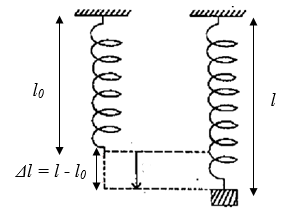 l0
l
Δl = l - l0